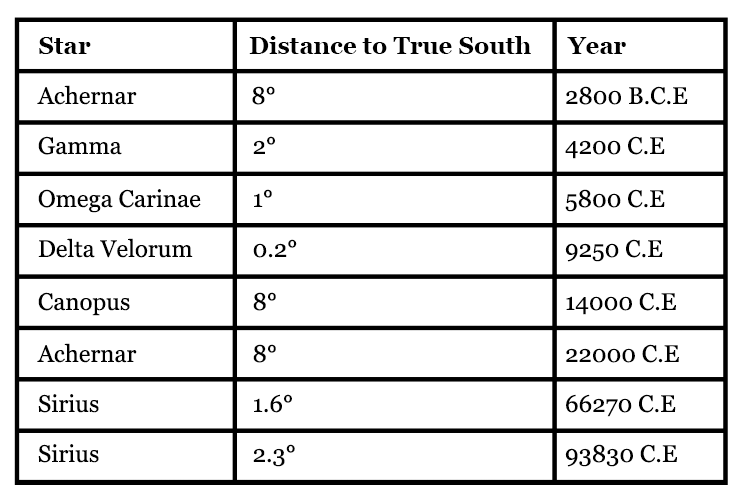 Star Distance to True South Year
Achernar 8° 2800 B.C.E
Gamma 2° 4200 C.E
Omega Carinae 1° 5800 C.E
Delta Velorum 0.2° 9250 C.E
Canopus 8° 14000 C.E
Achernar 8° 22000 C.E
Sirius 1.6° 66270 C.E
Sirius 2.3° 93830 C.E